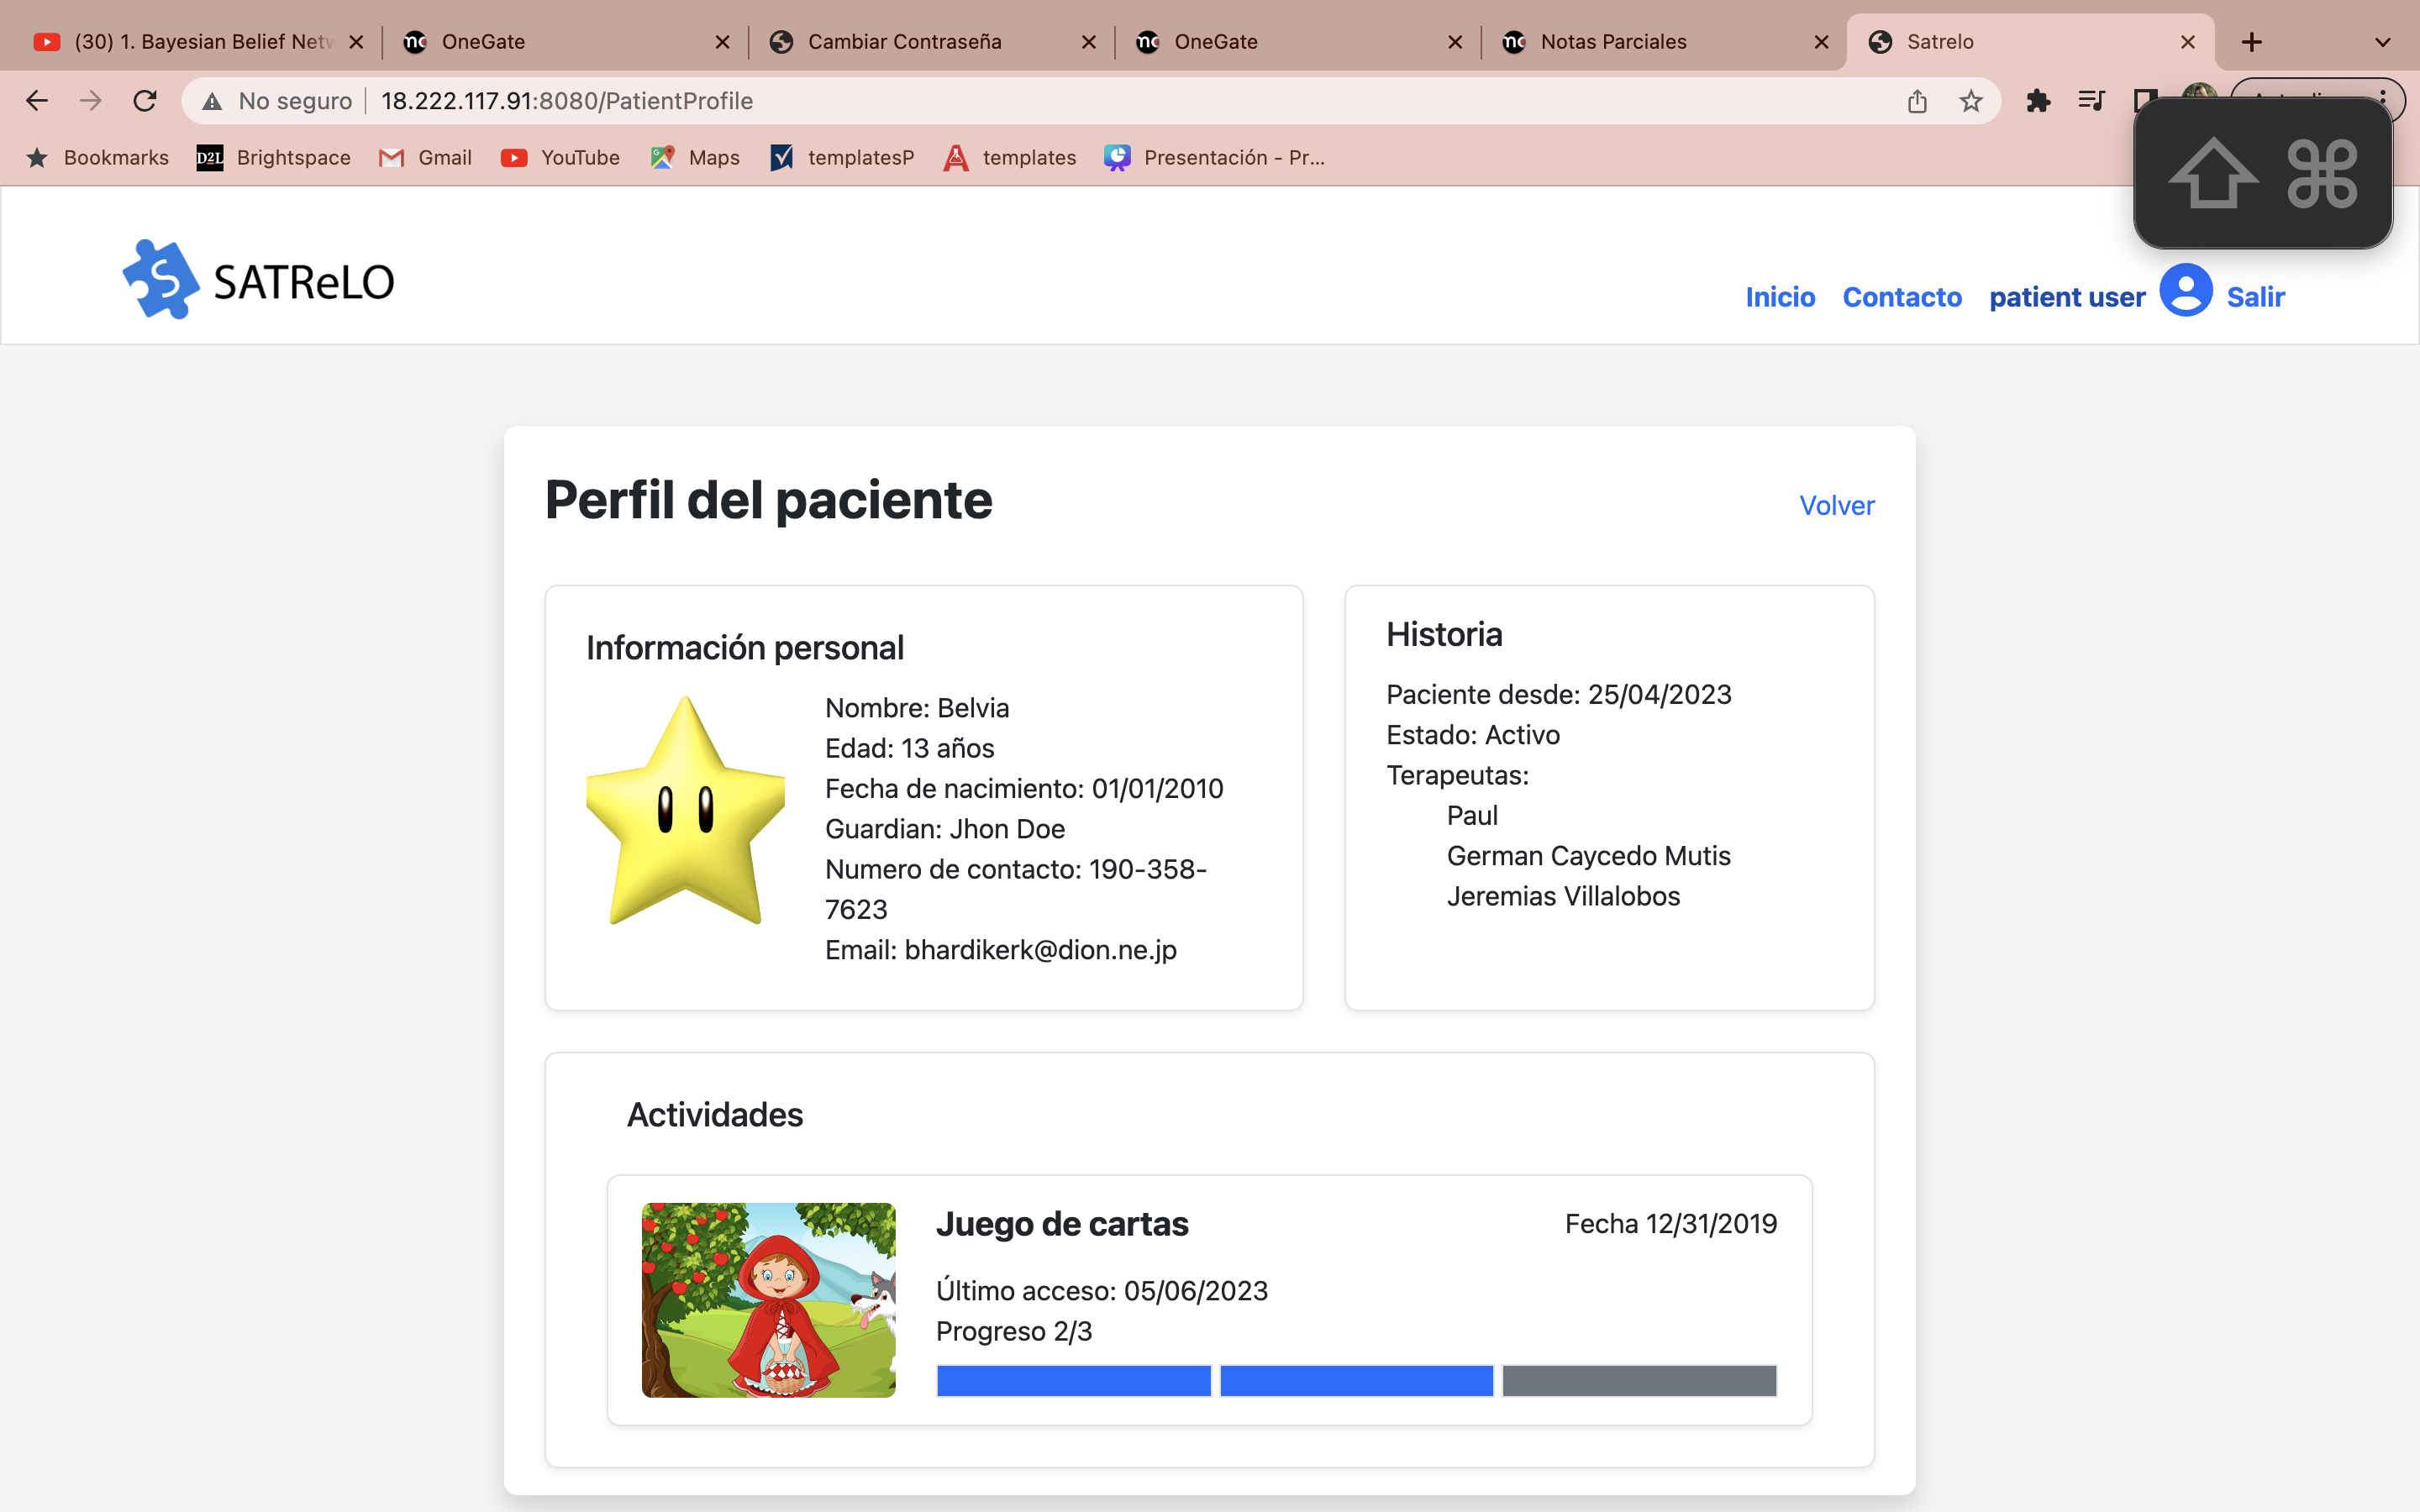 (30) 1. Bayesian Belief Netw
OneGate
Cambiar Contraseña
OneGate
Notas Parciales
Satrelo
No seguro
18.222.117.91:8080/PatientProfile
Bookmarks
D2L Brightspace
Gmail
YouTube
Maps
templatesP
templates
Presentación - Pr...
S SATReLO
Inicio
Contacto
patient user
Salir
Perfil del paciente
Volver
Información personal
Nombre: Belvia
Edad: 13 años
Fecha de nacimiento: 01/01/2010
Guardian: Jhon Doe
Numero de contacto: 190-358-
7623
Email: bhardikerk@dion.ne.jp
Historia
Paciente desde: 25/04/2023
Estado: Activo
Terapeutas:
Paul
German Caycedo Mutis
Jeremias Villalobos
Actividades
Juego de cartas
Fecha 12/31/2019
Último acceso: 05/06/2023
Progreso 2/3